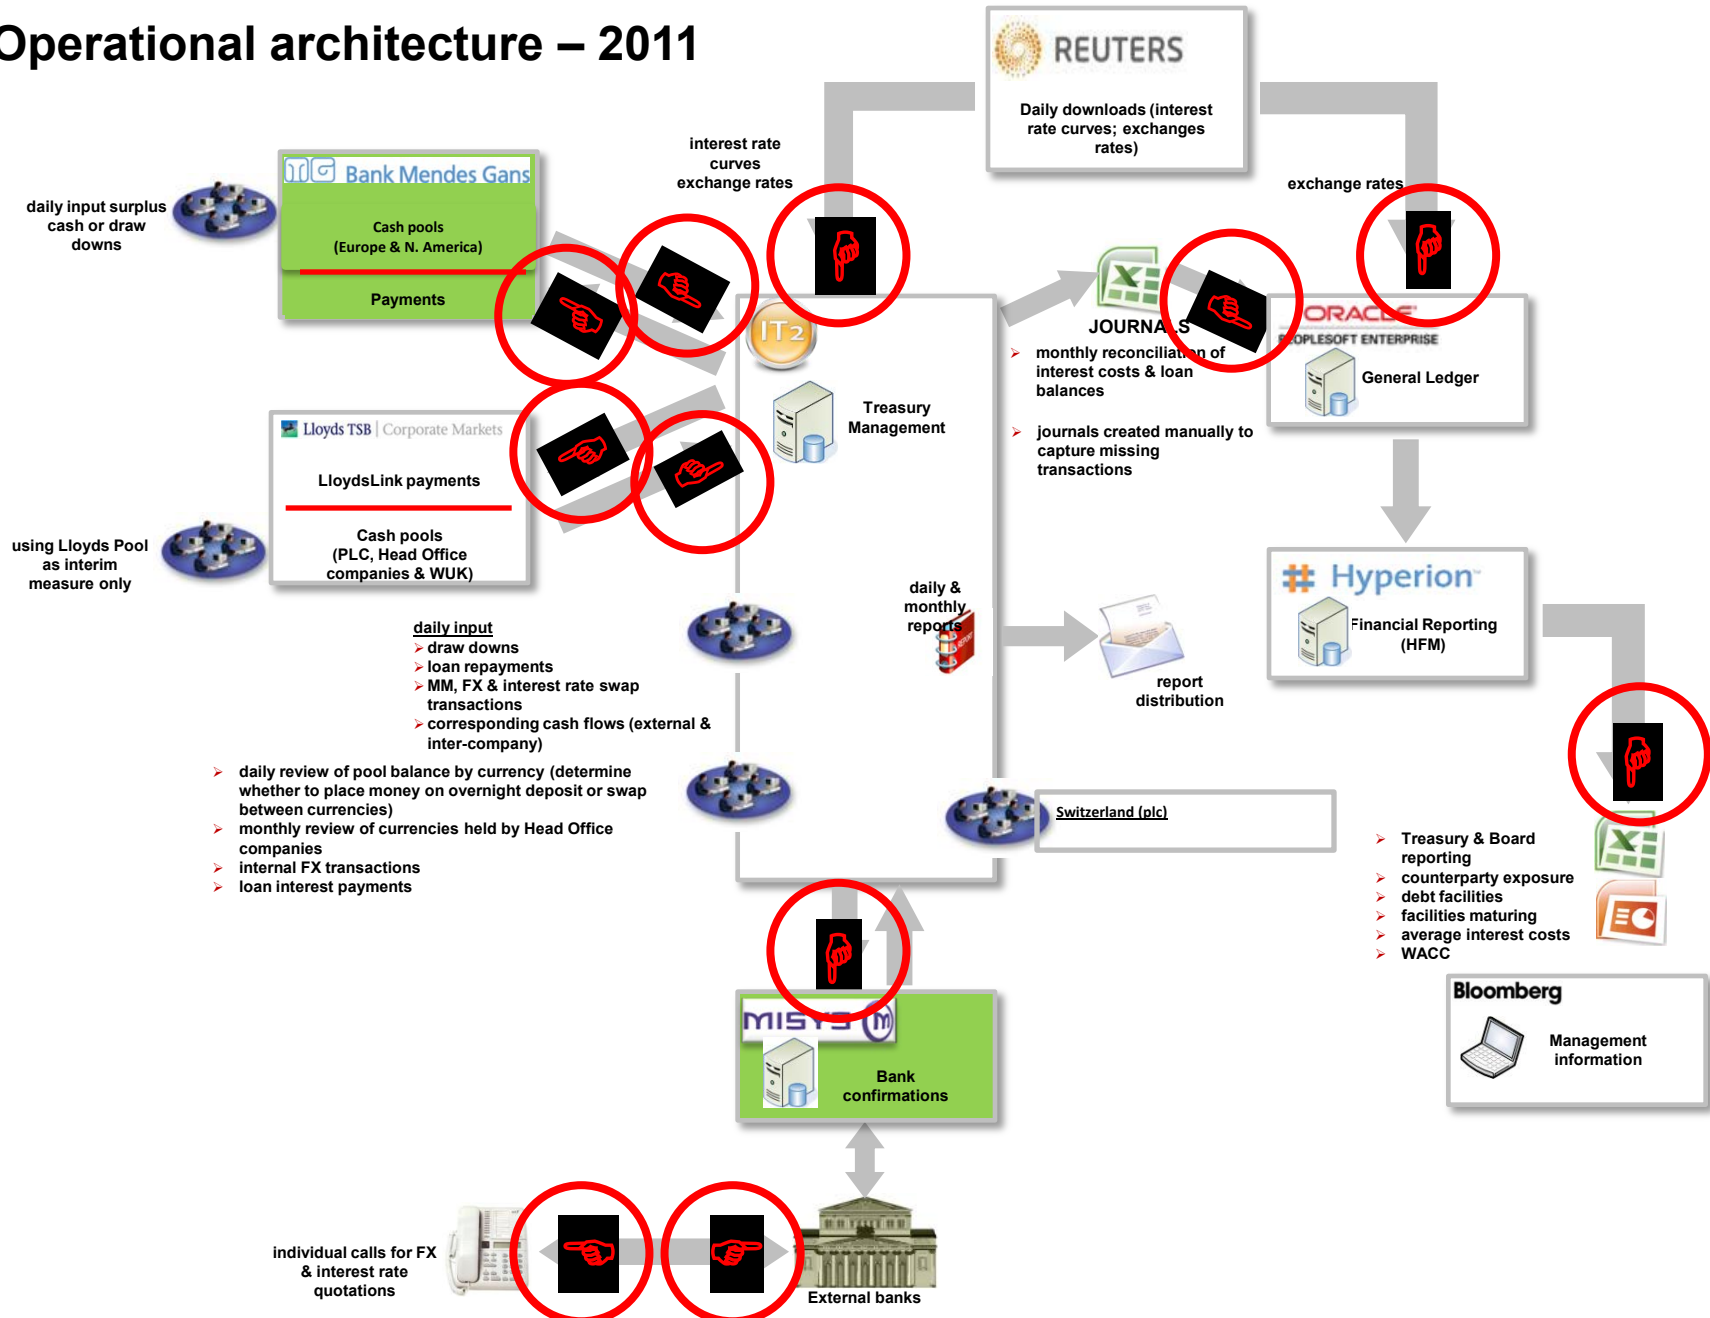 Operational architecture – 2011
REUTERS
Daily downloads (interest
rate curves; exchanges
rates)
interest rate
curves
exchange rates
exchange rates
daily input surplus
cash or draw
downs
Bank Mendes Gans
Cash pools
(Europe & N. America)
Payments
IT2
Treasury
Management
JOURNALS
monthly reconciliation of
interest costs & loan
balances
journals created manually to
capture missing
transactions
ORACLE
PEOPLESOFT ENTERPRISE
General Ledger
Lloyds TSB | Corporate Markets
LloydsLink payments
Cash pools
(PLC, Head Office
companies & WUK)
using Lloyds Pool
as interim
measure only
Hyperion
Financial Reporting
(HFM)
daily &
monthly
reports
REPORT
report
distribution
daily input
draw downs
loan repayments
MM, FX & interest rate swap
transactions
corresponding cash flows (external &
inter-company)
daily review of pool balance by currency (determine
whether to place money on overnight deposit or swap
between currencies)
monthly review of currencies held by Head Office
companies
internal FX transactions
loan interest payments
Switzerland (plc)
Treasury & Board
reporting
counterparty exposure
debt facilities
facilities maturing
average interest costs
WACC
Bloomberg
Management
information
MISYS
Bank
confirmations
individual calls for FX
& interest rate
quotations
External banks